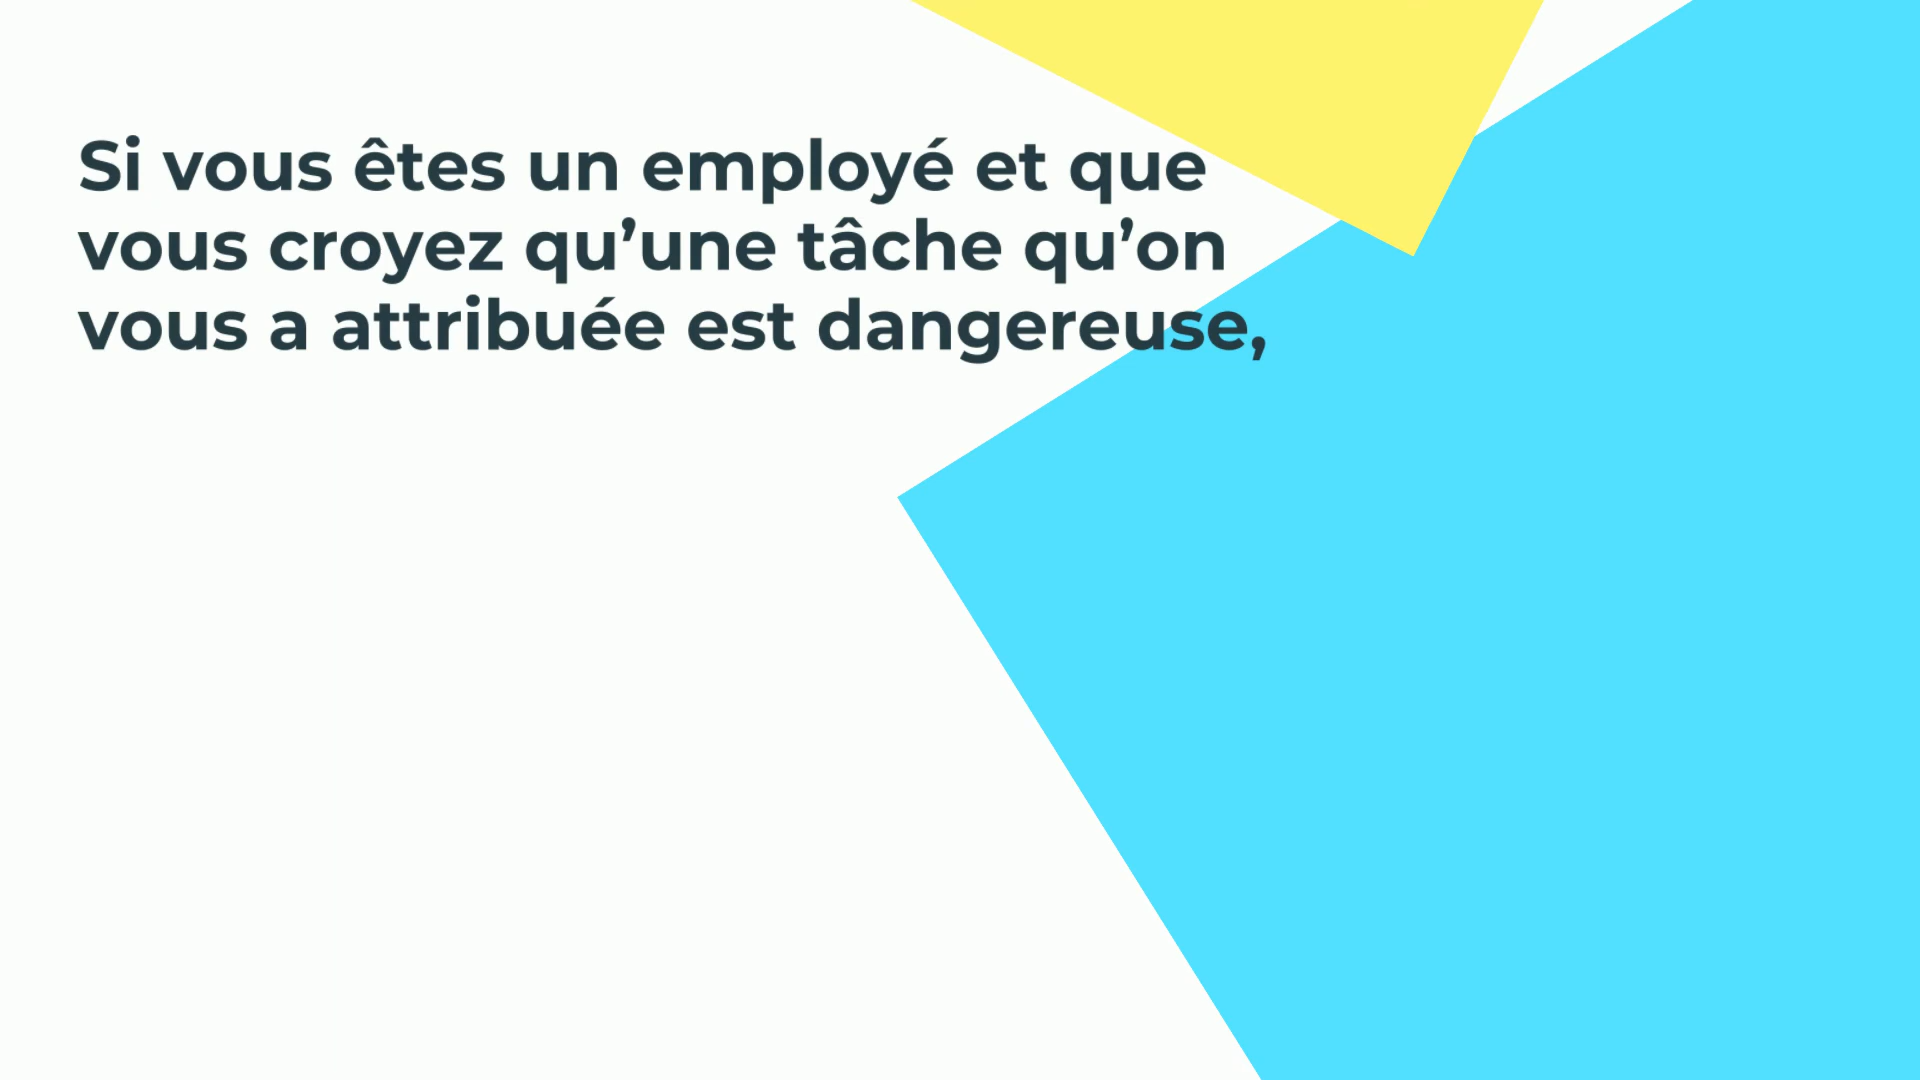 Si vous êtes un employé et que
vous croyez qu’une tâche qu’on
vous a attribuée est dangereuse,